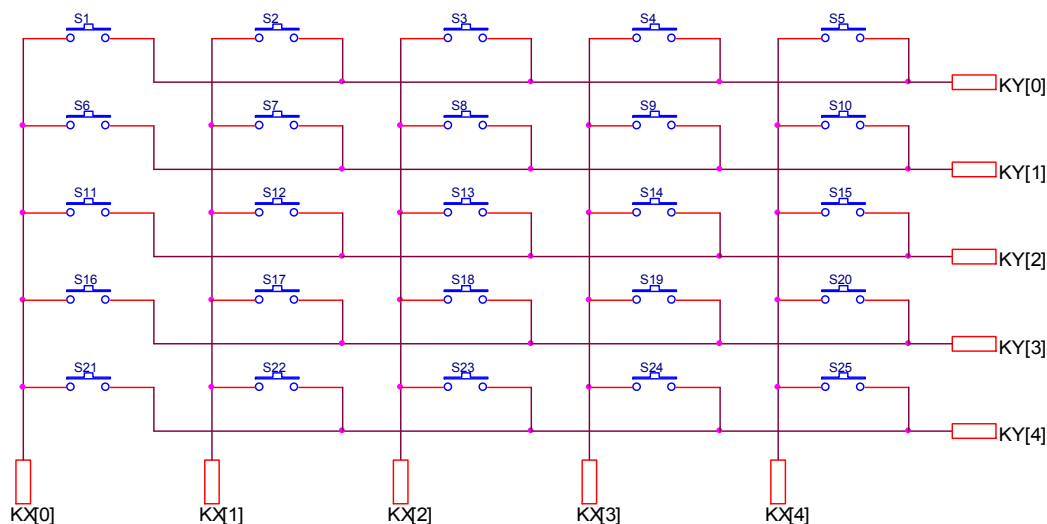 S1 S2 S3 S4 S5
KY[0]
S6 S7 S8 S9 S10
KY[1]
S11 S12 S13 S14 S15
KY[2]
S16 S17 S18 S19 S20
KY[3]
S21 S22 S23 S24 S25
KY[4]
KX[0] KX[1] KX[2] KX[3] KX[4]